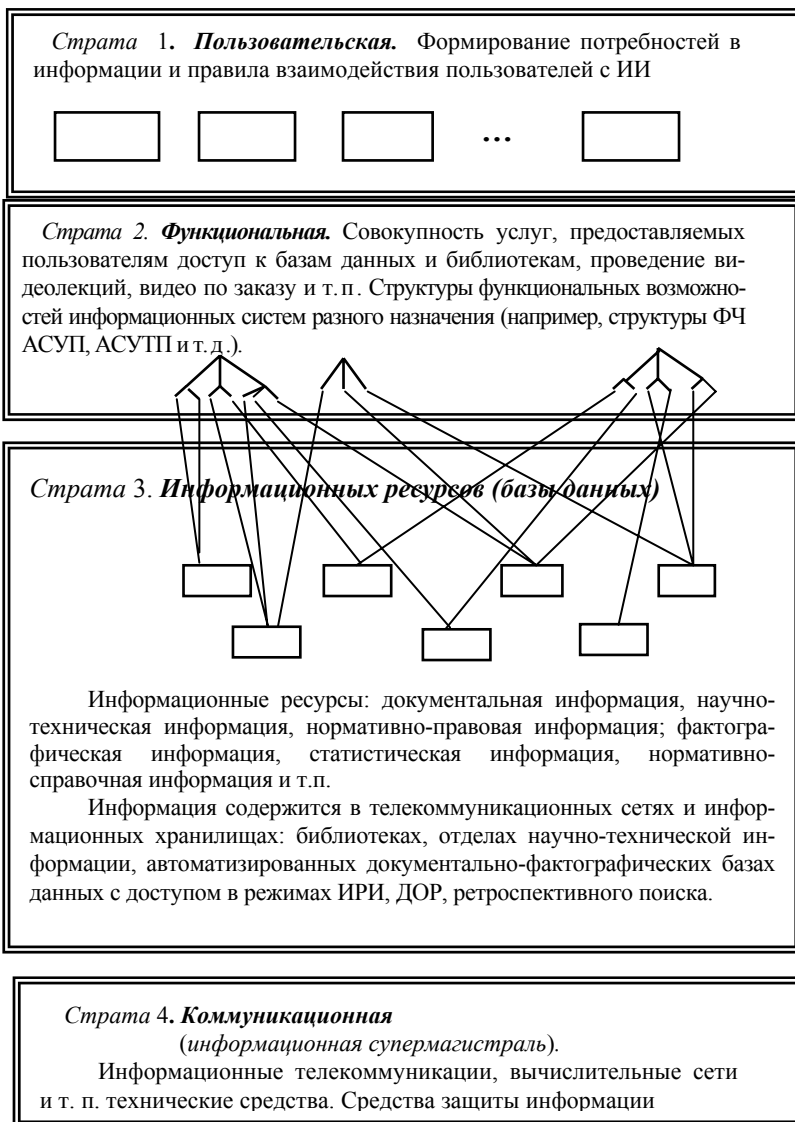 Страта 1. Пользовательская. Формирование потребностей в
информации и правила взаимодействия пользователей с ИИ
...
Страта 2. Функциональная. Совокупность услуг, предоставляемых
пользователям доступ к базам данных и библиотекам, проведение ви-
деолекций, видео по заказу и т.п. Структуры функциональных возможно-
стей информационных систем разного назначения (например, структуры ФЧ
АСУП, АСУТП и т.д.).
Страта 3. Информационных ресурсов (базы данных)
Информационные ресурсы: документальная информация, научно-
техническая информация, нормативно-правовая информация; фактогра-
фическая информация, статистическая информация, нормативно-
справочная информация и т.п.
Информация содержится в телекоммуникационных сетях и инфор-
мационных хранилищах: библиотеках, отделах научно-технической ин-
формации, автоматизированных документально-фактографических базах
данных с доступом в режимах ИРИ, ДОР, ретроспективного поиска.
Страта 4. Коммуникационная
(информационная супермагистраль).
Информационные телекоммуникации, вычислительные сети
и т. п. технические средства. Средства защиты информации